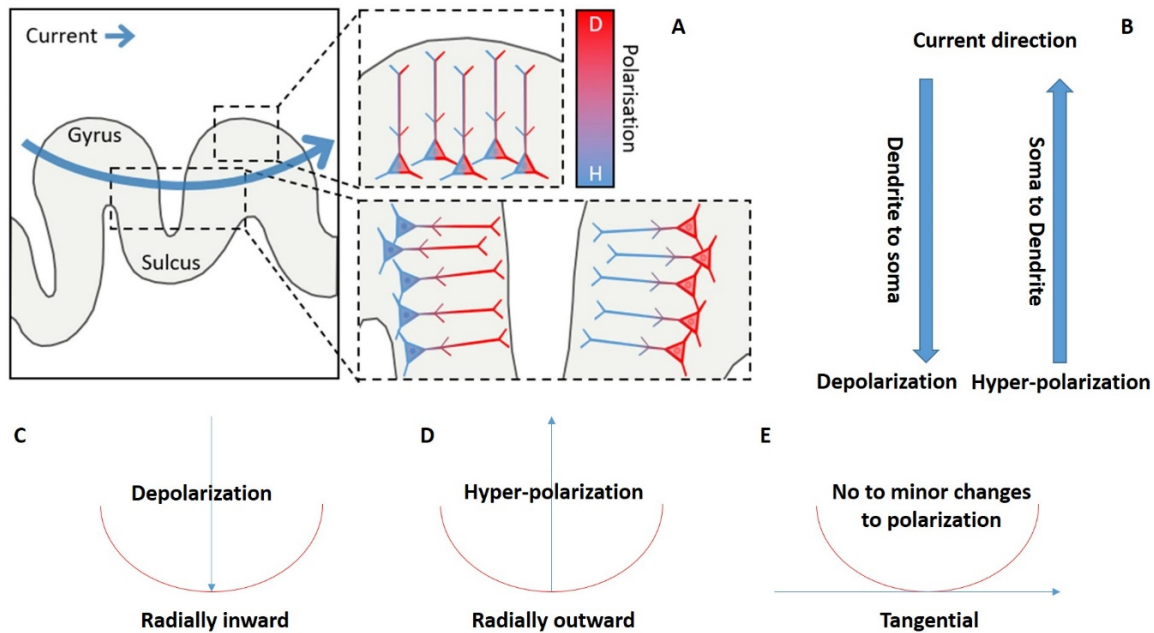 Current
Gyrus
Sulcus
D
Polarisation
H
A
B
Current direction
Dendrite to soma
Soma to Dendrite
Depolarization
Hyper-polarization
C
Depolarization
Radially inward
D
Hyper-polarization
Radially outward
E
No to minor changes
to polarization
Tangential